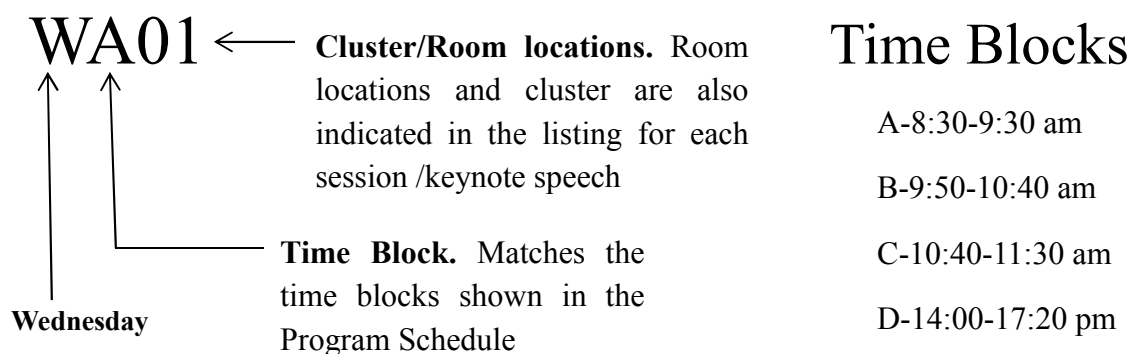 WA01
Cluster/Room locations. Room
locations and cluster are also
indicated in the listing for each
session /keynote speech
Time Block. Matches the
time blocks shown in the
Program Schedule
Wednesday
Time Blocks
A-8:30-9:30 am
B-9:50-10:40 am
C-10:40-11:30 am
D-14:00-17:20 pm